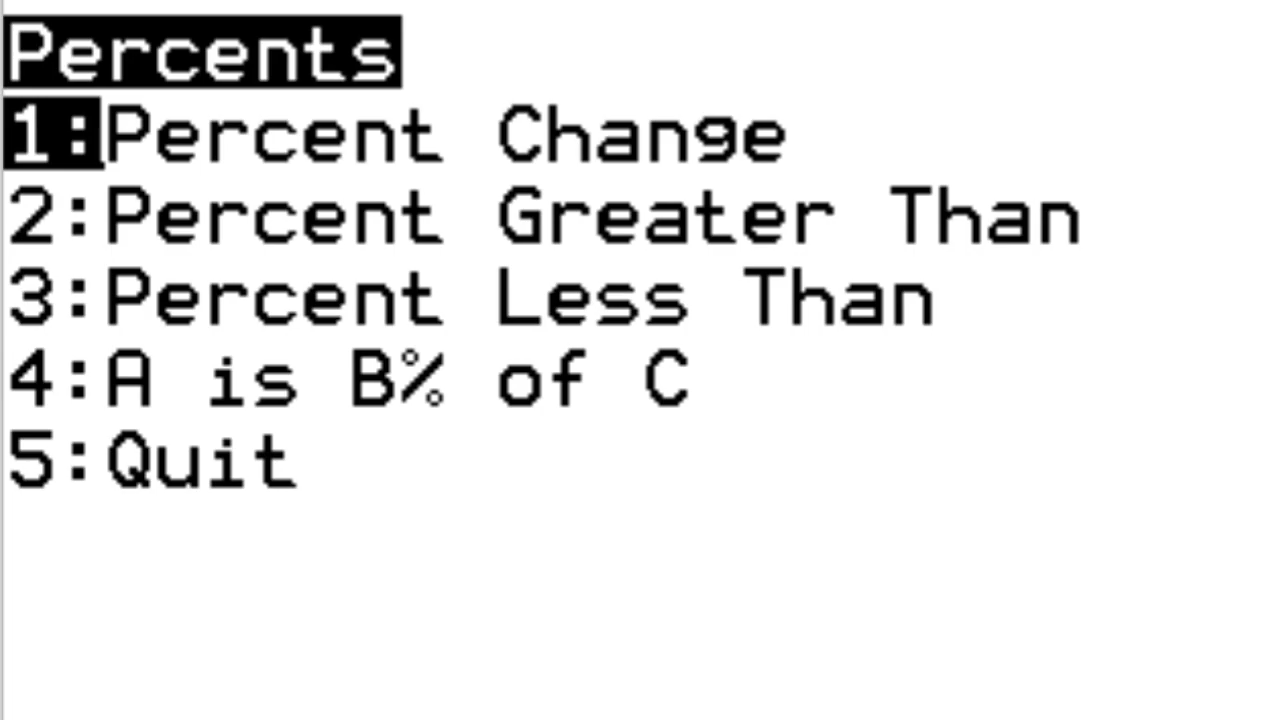 Percents
1:Percent Change
2:Percent Greater Than
3:Percent Less Than
4:A is B% of C
5:Quit